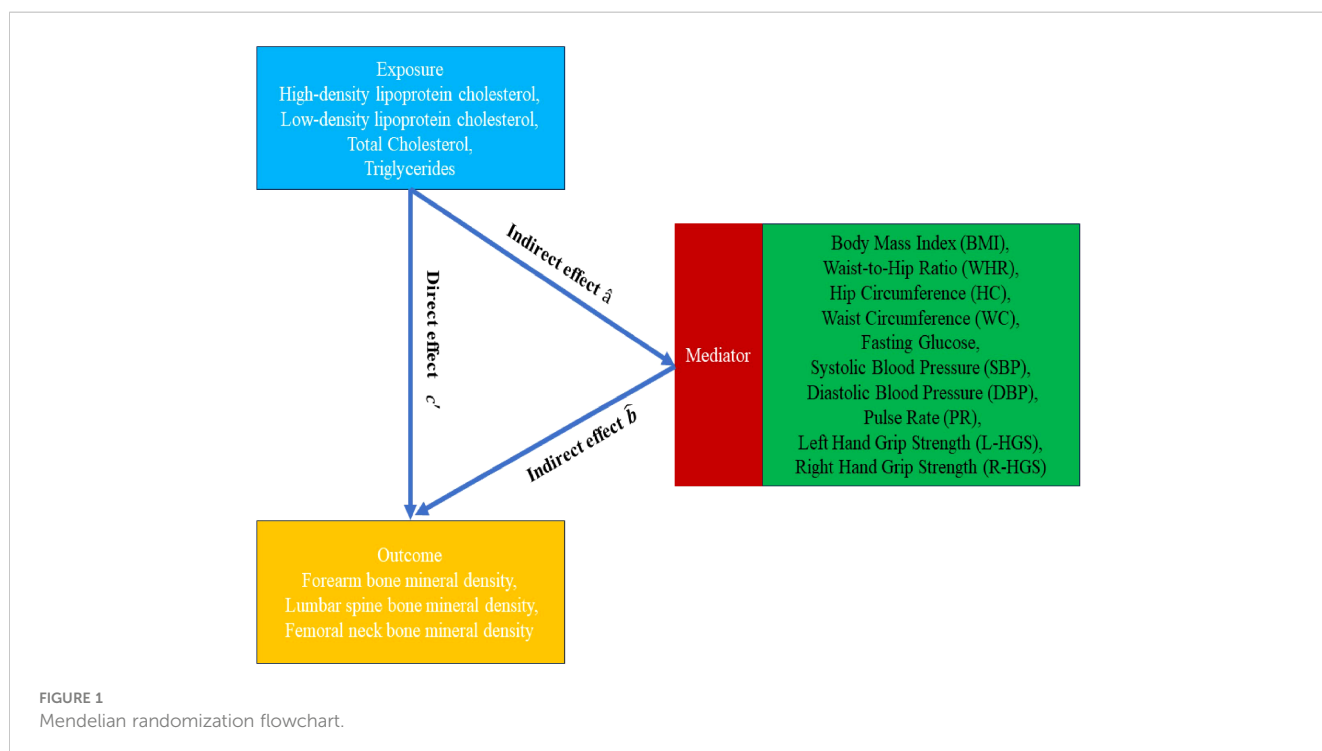 Exposure
High-density lipoprotein cholesterol,
Low-density lipoprotein cholesterol,
Total Cholesterol,
Triglycerides
Indirect effect â
Direct effect c′
Mediator
Body Mass Index (BMI),
Waist-to-Hip Ratio (WHR),
Hip Circumference (HC),
Waist Circumference (WC),
Fasting Glucose,
Systolic Blood Pressure (SBP),
Diastolic Blood Pressure (DBP),
Pulse Rate (PR),
Left Hand Grip Strength (L-HGS),
Right Hand Grip Strength (R-HGS)
Indirect effect b̂
Outcome
Forearm bone mineral density,
Lumbar spine bone mineral density,
Femoral neck bone mineral density
FIGURE 1
Mendelian randomization flowchart.